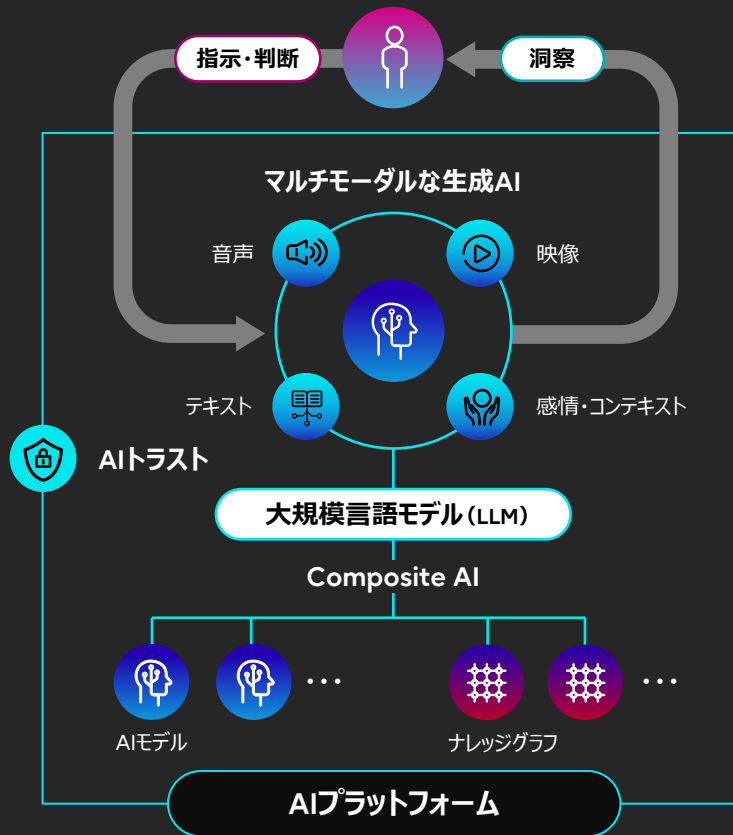 指示・判断
洞察
マルチモーダルな生成AI
音声
映像
テキスト
感情・コンテキスト
AIトラスト
大規模言語モデル(LLM)
Composite AI
···
···
AIモデル
ナレッジグラフ
AIプラットフォーム